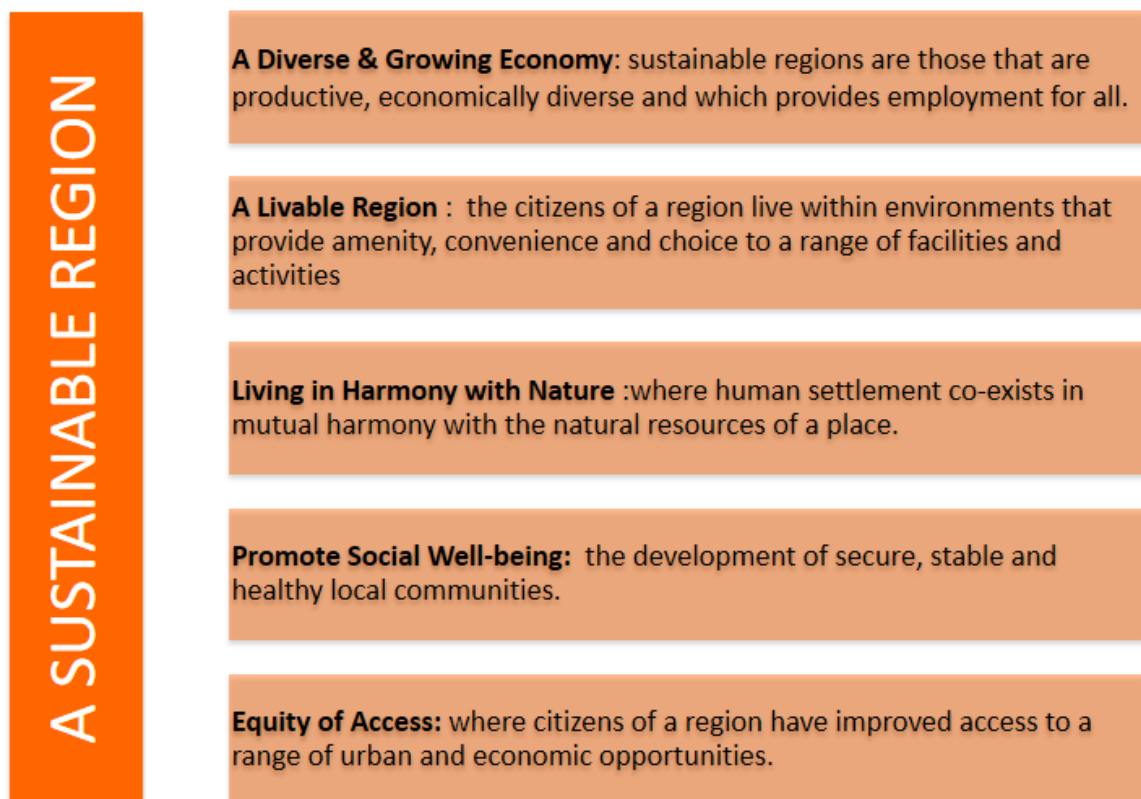 A SUSTAINABLE REGION
A Diverse & Growing Economy: sustainable regions are those that are
productive, economically diverse and which provides employment for all.
A Livable Region :  the citizens of a region live within environments that
provide amenity, convenience and choice to a range of facilities and
activities
Living in Harmony with Nature :where human settlement co-exists in
mutual harmony with the natural resources of a place.
Promote Social Well-being:  the development of secure, stable and
healthy local communities.
Equity of Access: where citizens of a region have improved access to a
range of urban and economic opportunities.